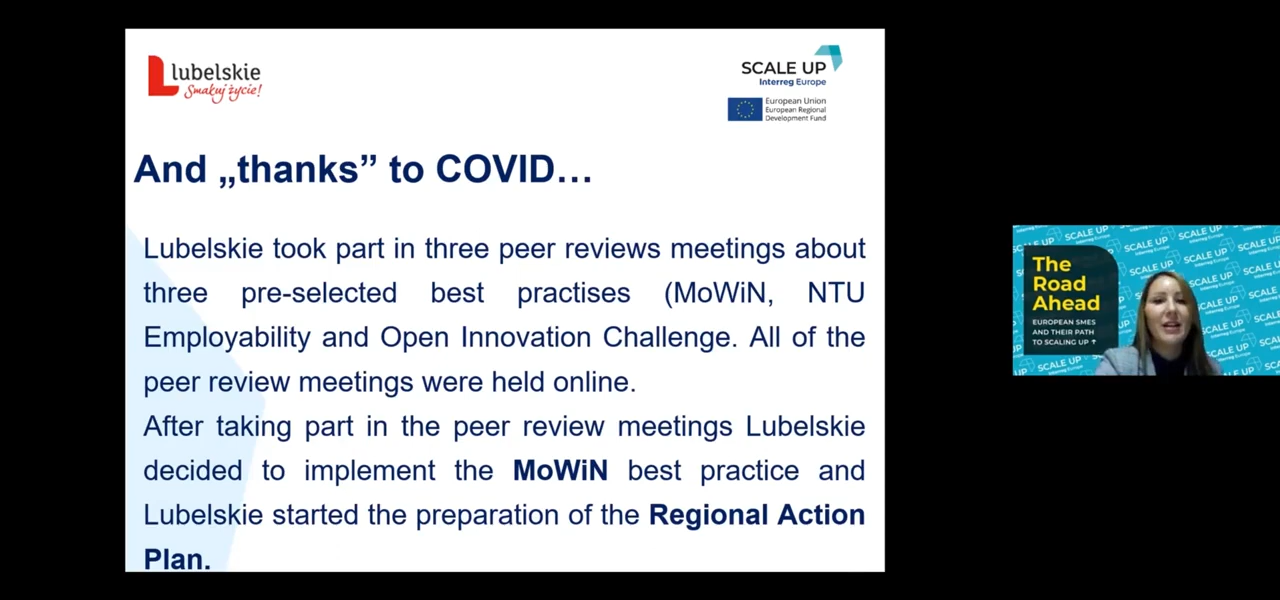 lubelskie
Smakuj życie!
SCALE UP
Interreg Europe
European Union
European Regional
Development Fund
And „thanks” to COVID…
Lubelskie took part in three peer reviews meetings about
three pre-selected best practises (MoWiN, NTU
Employability and Open Innovation Challenge. All of the
peer review meetings were held online.
After taking part in the peer review meetings Lubelskie
decided to implement the MoWiN best practice and
Lubelskie started the preparation of the Regional Action
Plan.
The
Road
Ahead
EUROPEAN SMES
AND THEIR PATH
TO SCALING UP ↑
SCALE UP
Interreg Europe